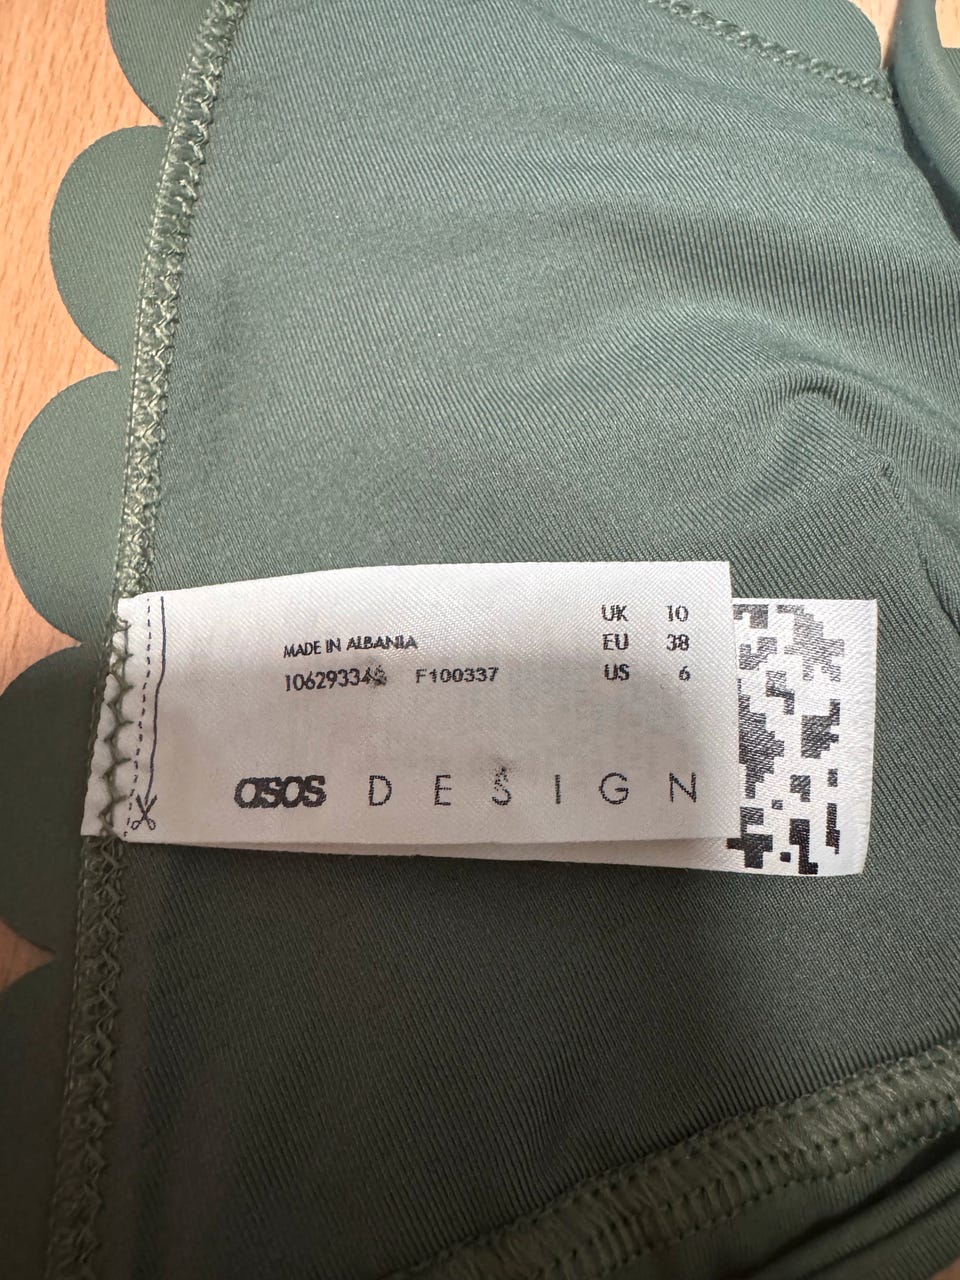 UK 10
MADE IN ALBANIA EU 38
F100337 US 6
asos DESIGN